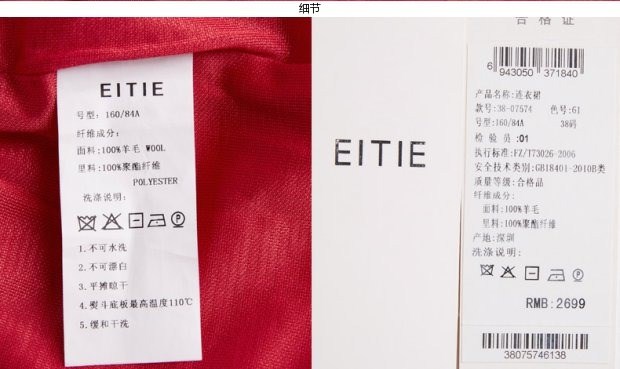 细节
EITIE
号型：160/84A
纤维成分：
面料:100%羊毛 WOOL
里料:100%聚酯纤维
POLYESTER
洗涤说明：
1.不可水洗
2.不可漂白
3.平摊晾干
4.熨斗底板最高温度110℃
5.缓和干洗
EITIE
合格证
6 943050 371840
产品名称:连衣裙
款号:38-07574 色号:61
号型:160/84A 38码
检验员:01
执行标准:FZ/T73026-2006
安全技术类别:GB18401-2010B类
质量等级:合格品
纤维成分:
面料:100%羊毛
里料:100%聚酯纤维
产地:深圳
洗涤说明:
RMB:2699
38075746138